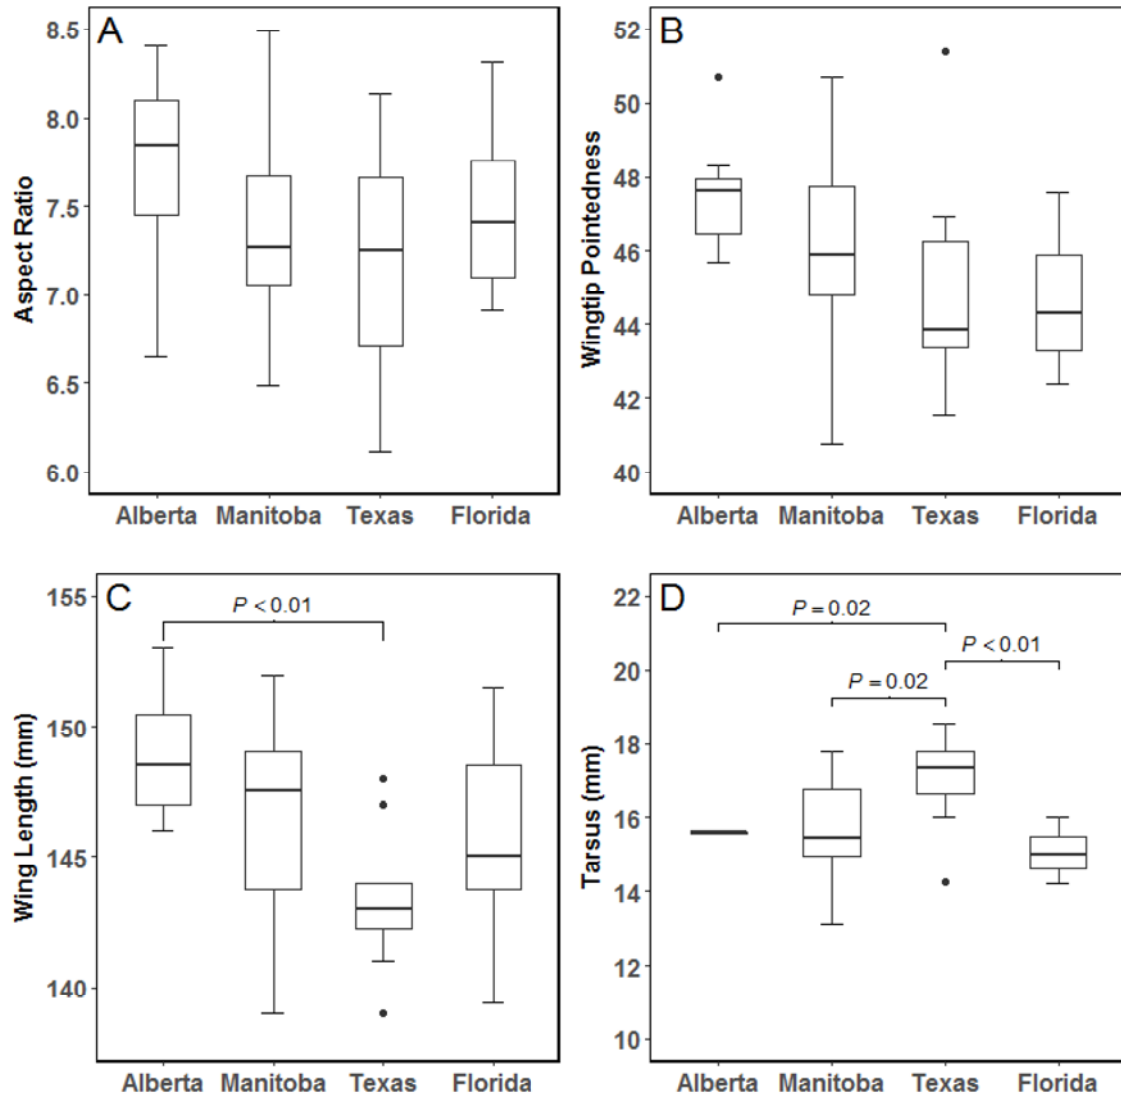 A
Aspect Ratio
8.5
8.0
7.5
7.0
6.5
6.0
Alberta Manitoba Texas Florida
B
Wingtip Pointedness
52
50
48
46
44
42
40
Alberta Manitoba Texas Florida
C
Wing Length (mm)
155
150
145
140
P < 0.01
Alberta Manitoba Texas Florida
D
Tarsus (mm)
22
20
18
16
14
12
10
P = 0.02
P < 0.01
P = 0.02
Alberta Manitoba Texas Florida